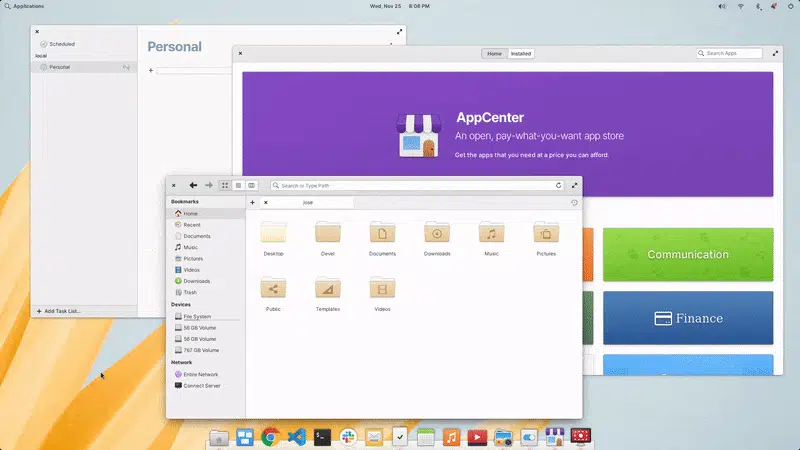 Applications
Wed, Nov 25 8:08 PM
Scheduled
local
Personal
Add Task List...
Personal
Home Installed
Search Apps
AppCenter
An open, pay-what-you-want app store
Get the apps that you need at a price you can afford.
Communication
Finance
Search or Type Path
Bookmarks
Home
Recent
Documents
Music
Pictures
Videos
Downloads
Trash
Devices
File System
56 GB Volume
56 GB Volume
767 GB Volume
Network
Entire Network
Connect Server
jose
Desktop Devel Documents Downloads Music Pictures
Public Templates Videos